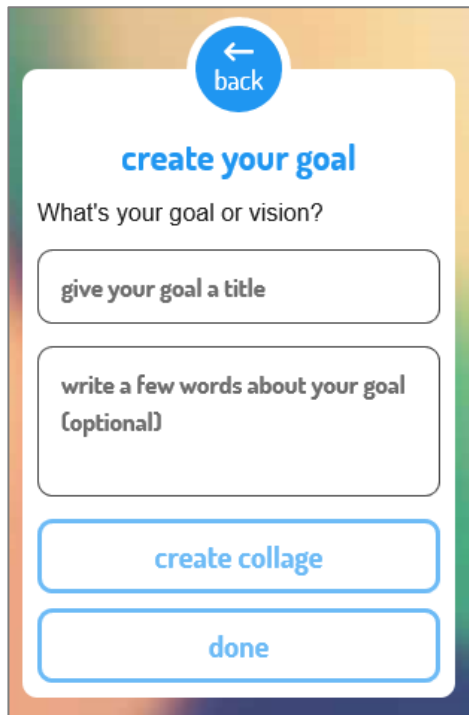 back
create your goal
What's your goal or vision?
give your goal a title
write a few words about your goal
(optional)
create collage
done